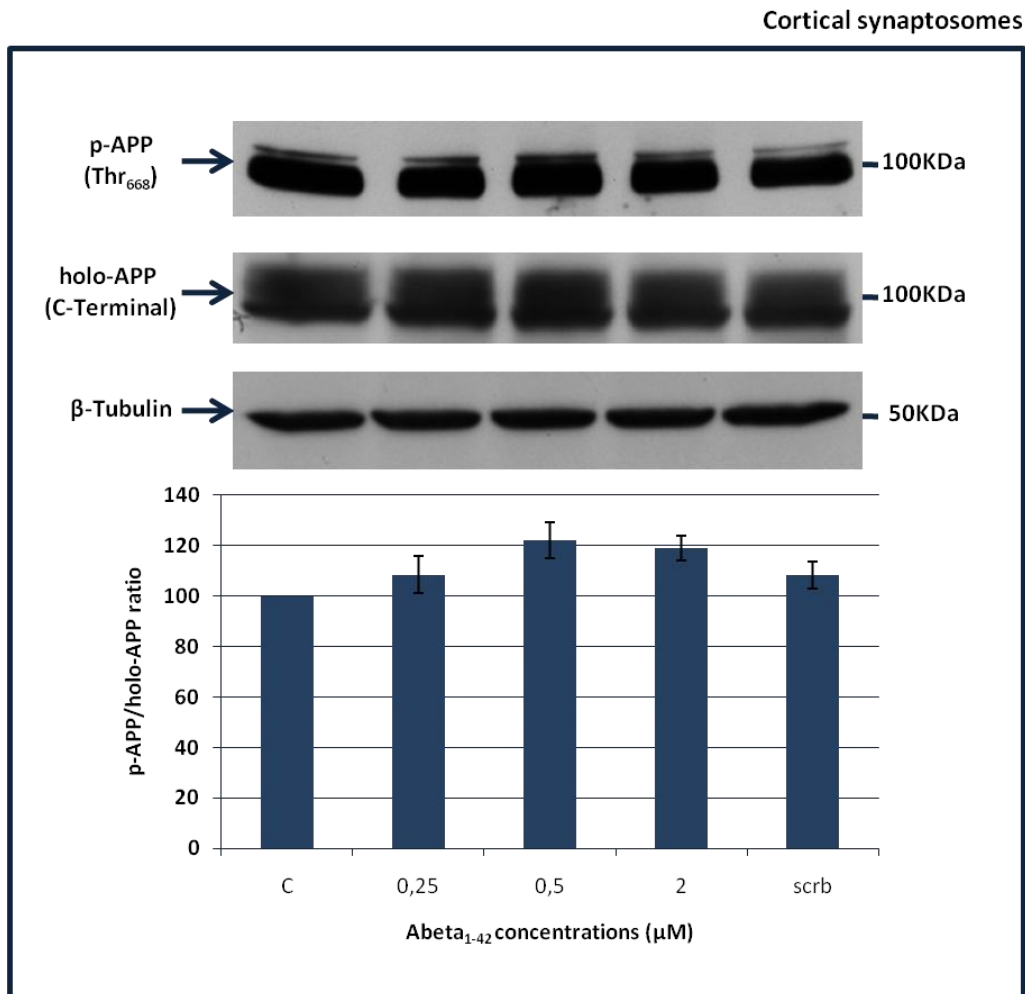 Cortical synaptosomes
p-APP
(Thr₆₆₈)
100KDa
holo-APP
(C-Terminal)
100KDa
β-Tubulin
50KDa
p-APP/holo-APP ratio
140
120
100
80
60
40
20
0
C 0,25 0,5 2 scrb
Abeta₁₋₄₂ concentrations (μM)